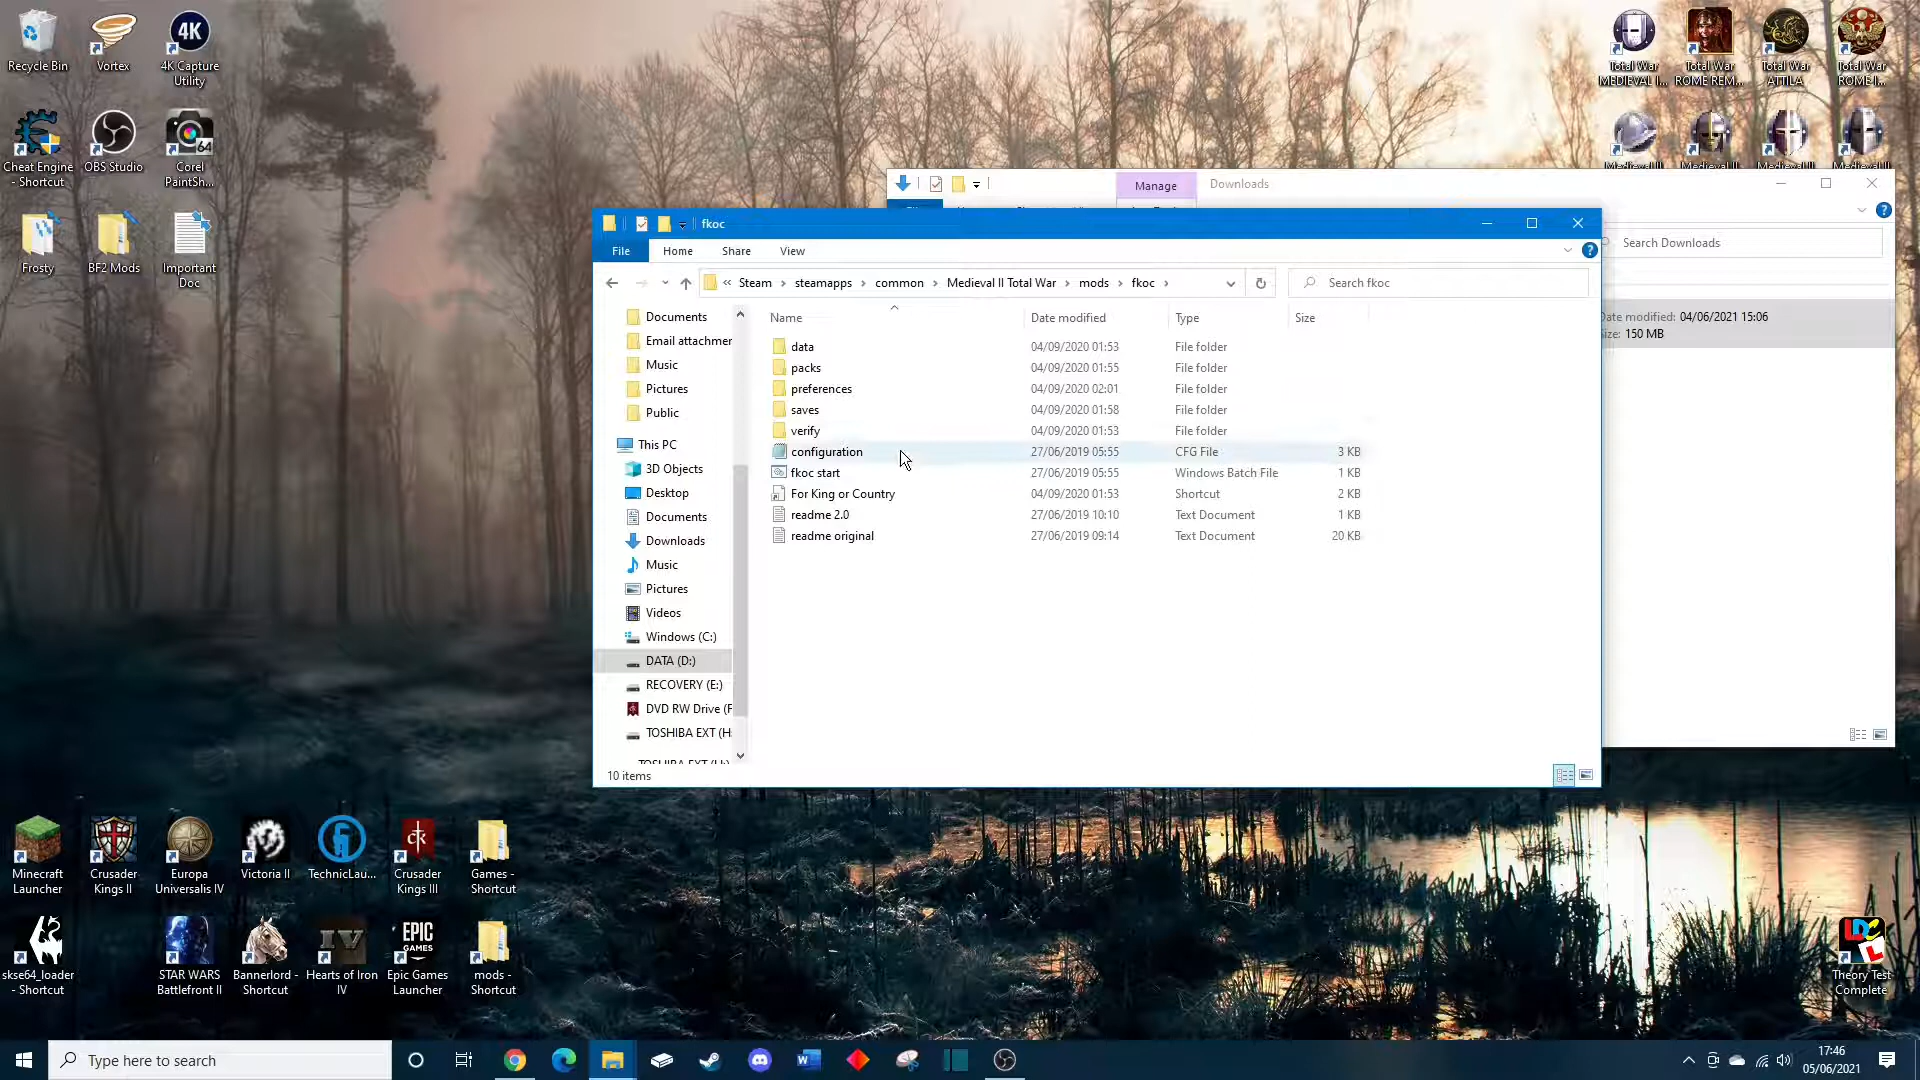 Recycle Bin
Vortex
4K Capture
Utility
4K
Cheat Engine
- Shortcut
OBS Studio
Corel
PaintSh...
64
Frosty
BF2 Mods
Important
Doc
Total War
MEDIEVAL I...
Total War
ROME REM...
Total War
ATTILA
Total War
ROME I...
Medieval II
Medieval II
Medieval II
Medieval II
Manage
Downloads
Search Downloads
Date modified: 04/06/2021 15:06
Size: 150 MB
fkoc
File
Home
Share
View
« Steam > steamapps > common > Medieval II Total War > mods > fkoc >
Search fkoc
Name
Date modified
Type
Size
data 04/09/2020 01:53 File folder
packs 04/09/2020 01:55 File folder
preferences 04/09/2020 02:01 File folder
saves 04/09/2020 01:58 File folder
verify 04/09/2020 01:53 File folder
configuration 27/06/2019 05:55 CFG File 3 KB
fkoc start 27/06/2019 05:55 Windows Batch File 1 KB
For King or Country 04/09/2020 01:53 Shortcut 2 KB
readme 2.0 27/06/2019 10:10 Text Document 1 KB
readme original 27/06/2019 09:14 Text Document 20 KB
Documents
Email attachmer
Music
Pictures
Public
This PC
3D Objects
Desktop
Documents
Downloads
Music
Pictures
Videos
Windows (C:)
DATA (D:)
RECOVERY (E:)
DVD RW Drive (F
TOSHIBA EXT (H:
10 items
Minecraft
Launcher
Crusader
Kings II
Europa
Universalis IV
Victoria II
TechnicLau...
Crusader
Kings III
Games -
Shortcut
skse64_loader
- Shortcut
STAR WARS
Battlefront II
Bannerlord -
Shortcut
IV
Hearts of Iron
IV
EPIC
GAMES
Epic Games
Launcher
mods -
Shortcut
LDC
L
Theory Test
Complete
Type here to search
17:46
05/06/2021